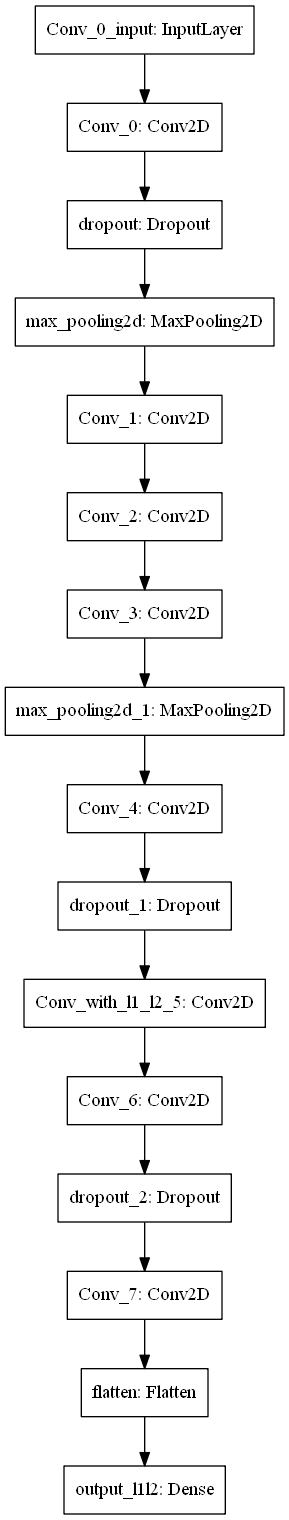 Conv_0_input: InputLayer
Conv_0: Conv2D
dropout: Dropout
max_pooling2d: MaxPooling2D
Conv_1: Conv2D
Conv_2: Conv2D
Conv_3: Conv2D
max_pooling2d_1: MaxPooling2D
Conv_4: Conv2D
dropout_1: Dropout
Conv_with_l1_l2_5: Conv2D
Conv_6: Conv2D
dropout_2: Dropout
Conv_7: Conv2D
flatten: Flatten
output_l1l2: Dense